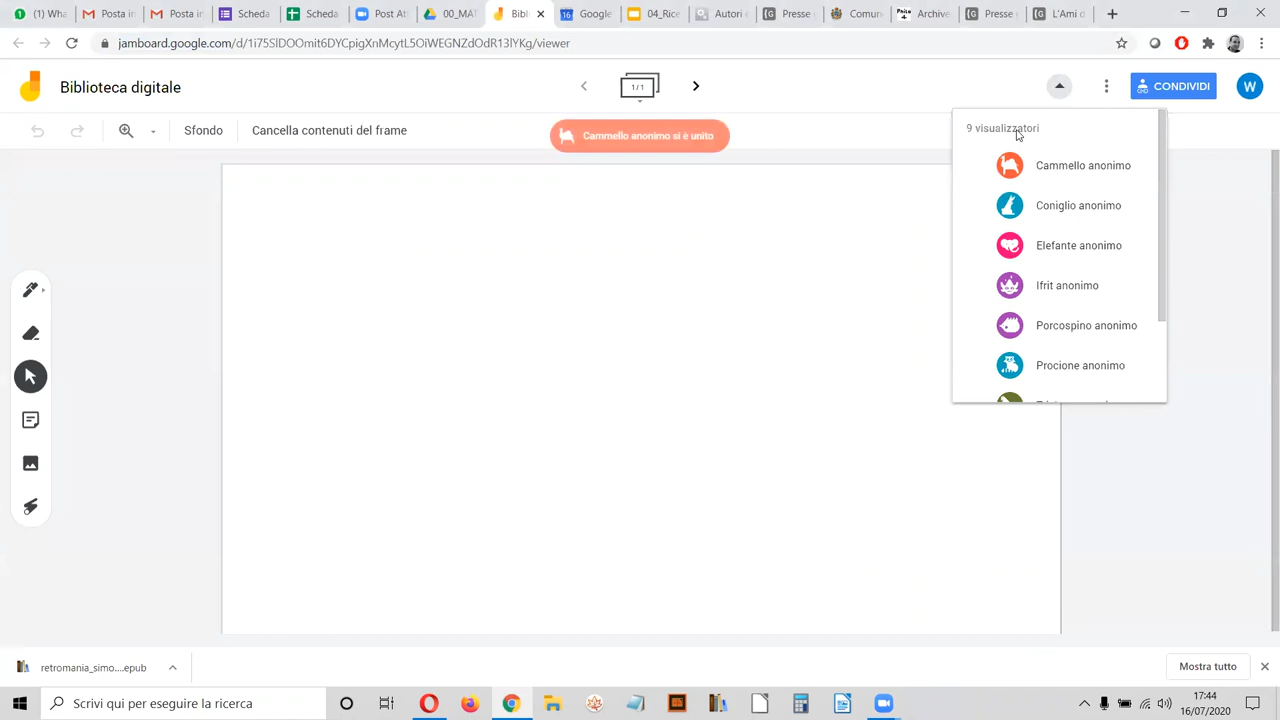 (1) Wha
Posta
Posta in
Scheda
Scheda
Post Att
00_MAT
Bibl
Google
04_Rice
Autori e
Presse
Comun
Archive
Presse
L'Ami d
jamboard.google.com/d/1i75SlDOOmit6DYCpigXnMcytL5OiWEGNZdOdR13lYKg/viewer
Biblioteca digitale
1/1
CONDIVIDI
W
Sfondo
Cancella contenuti del frame
Cammello anonimo si è unito
9 visualizzatori
Cammello anonimo
Coniglio anonimo
Elefante anonimo
Ifrit anonimo
Porcospino anonimo
Procione anonimo
retromania_simo....epub
Mostra tutto
Scrivi qui per eseguire la ricerca
17:44
16/07/2020